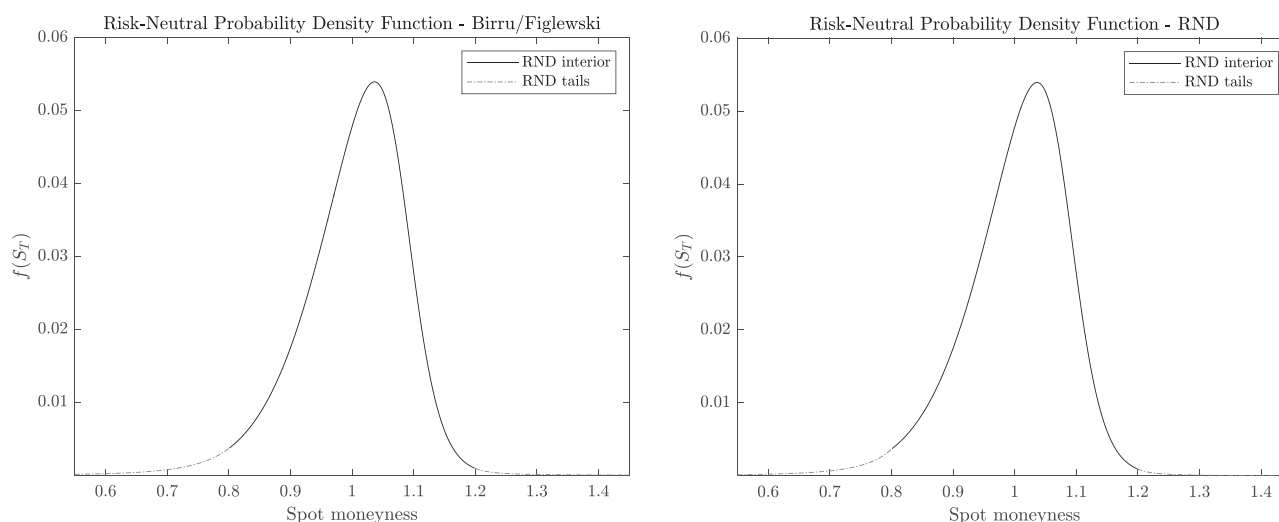 Risk-Neutral Probability Density Function - Birru/Figlewski
0.06
0.05
0.04
0.03
0.02
0.01
f(S_T)
RND interior
RND tails
0.6 0.7 0.8 0.9 1 1.1 1.2 1.3 1.4
Spot moneyness
Risk-Neutral Probability Density Function - RND
0.06
0.05
0.04
0.03
0.02
0.01
f(S_T)
RND interior
RND tails
0.6 0.7 0.8 0.9 1 1.1 1.2 1.3 1.4
Spot moneyness